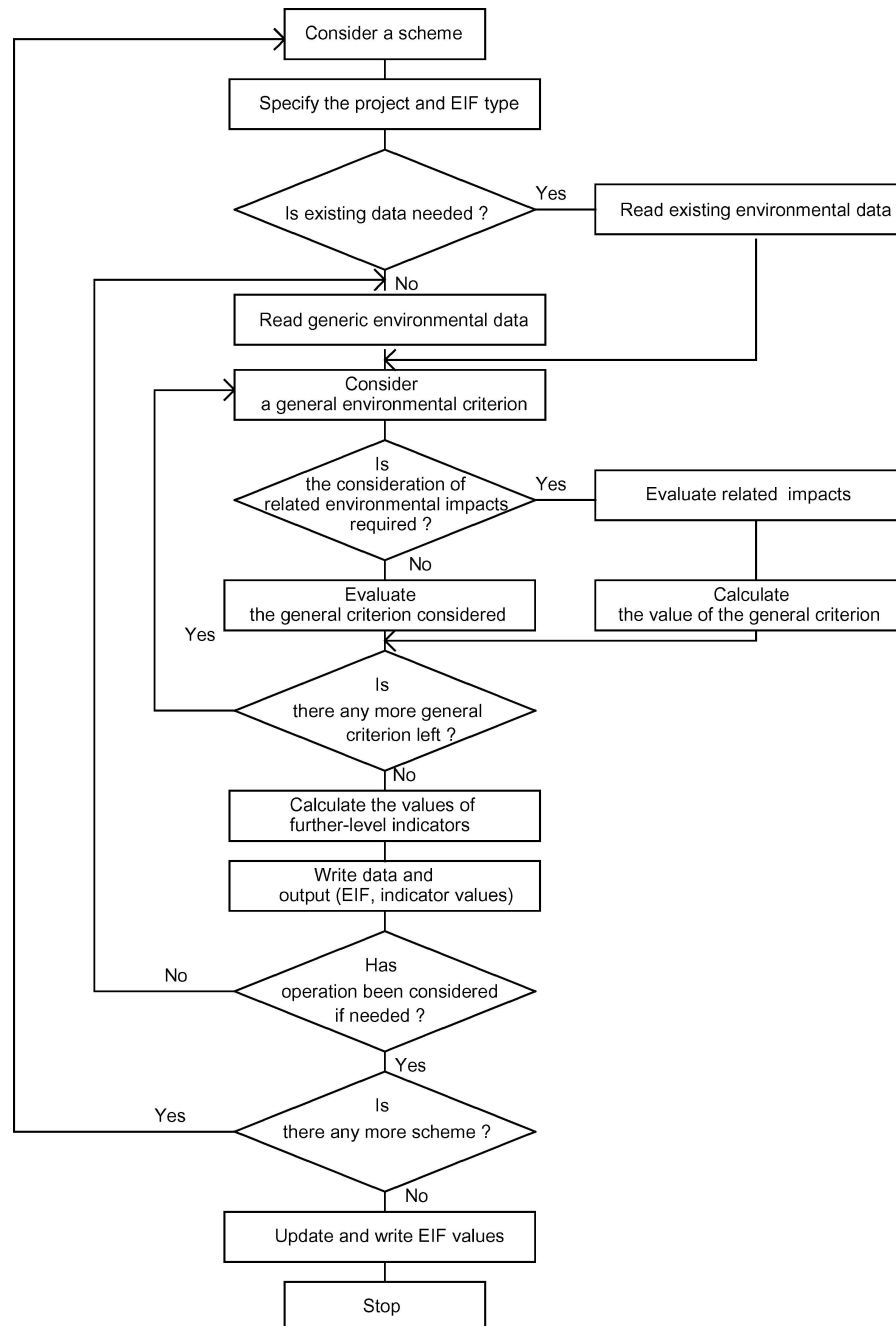 Consider a scheme
Specify the project and EIF type
Is existing data needed ?
Yes
Read existing environmental data
No
Read generic environmental data
Consider
a general environmental criterion
Is
the consideration of
related environmental impacts
required ?
Yes
Evaluate related impacts
No
Evaluate
the general criterion considered
Calculate
the value of the general criterion
Yes
Is
there any more general
criterion left ?
No
Calculate the values of
further-level indicators
Write data and
output (EIF, indicator values)
Has
operation been considered
if needed ?
No
Yes
Is
there any more scheme ?
Yes
No
Update and write EIF values
Stop